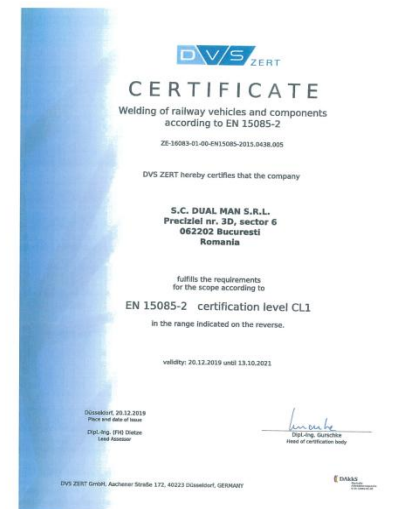 DVS
ZERT
CERTIFICATE
Welding of railway vehicles and components
according to EN 15085-2
ZE-16083-01-00-EN15085-2015.0438.005
DVS ZERT hereby certifies that the company
S.C. DUAL MAN S.R.L.
Preciziei nr. 3D, sector 6
062202 Bucuresti
Romania
fulfills the requirements
for the scope according to
EN 15085-2 certification level CL1
in the range indicated on the reverse.
validity: 20.12.2019 until 13.10.2021
Düsseldorf, 20.12.2019
Place and date of issue
Dipl.-Ing. (FH) Dietze
Lead Assessor
Dipl.-Ing. Gurschke
Head of certification body
DVS ZERT GmbH, Aachener Straße 172, 40223 Düsseldorf, GERMANY
DAkkS